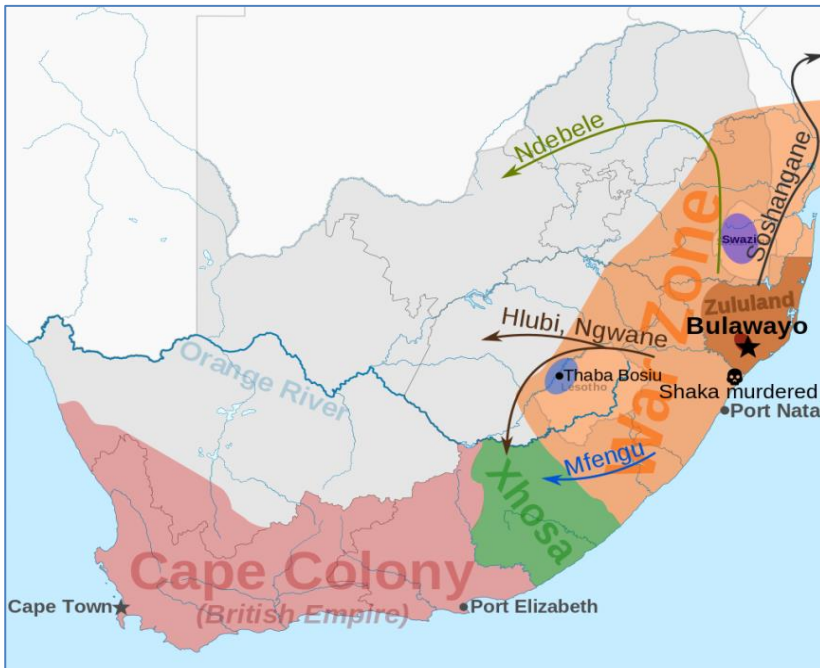 Ndebele
Soshangane
War Zone
Swazi
Zululand
Bulawayo
Hlubi, Ngwane
Orange River
Thaba Bosiu
Lesotho
Shaka murdered
Port Nata
Mfengu
Xhosa
Cape Colony
(British Empire)
Cape Town
Port Elizabeth